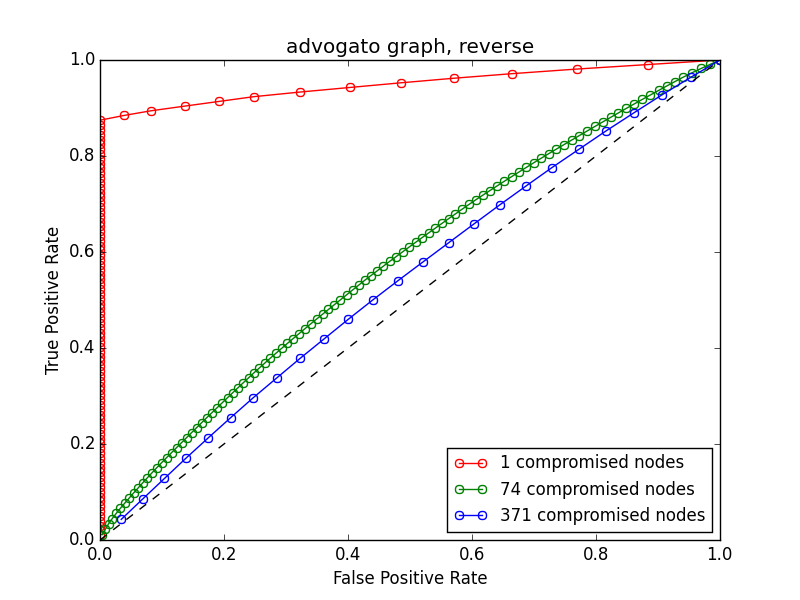 advogato graph, reverse
1.0
0.8
0.6
0.4
0.2
0.0
True Positive Rate
1 compromised nodes
74 compromised nodes
371 compromised nodes
0.0 0.2 0.4 0.6 0.8 1.0
False Positive Rate